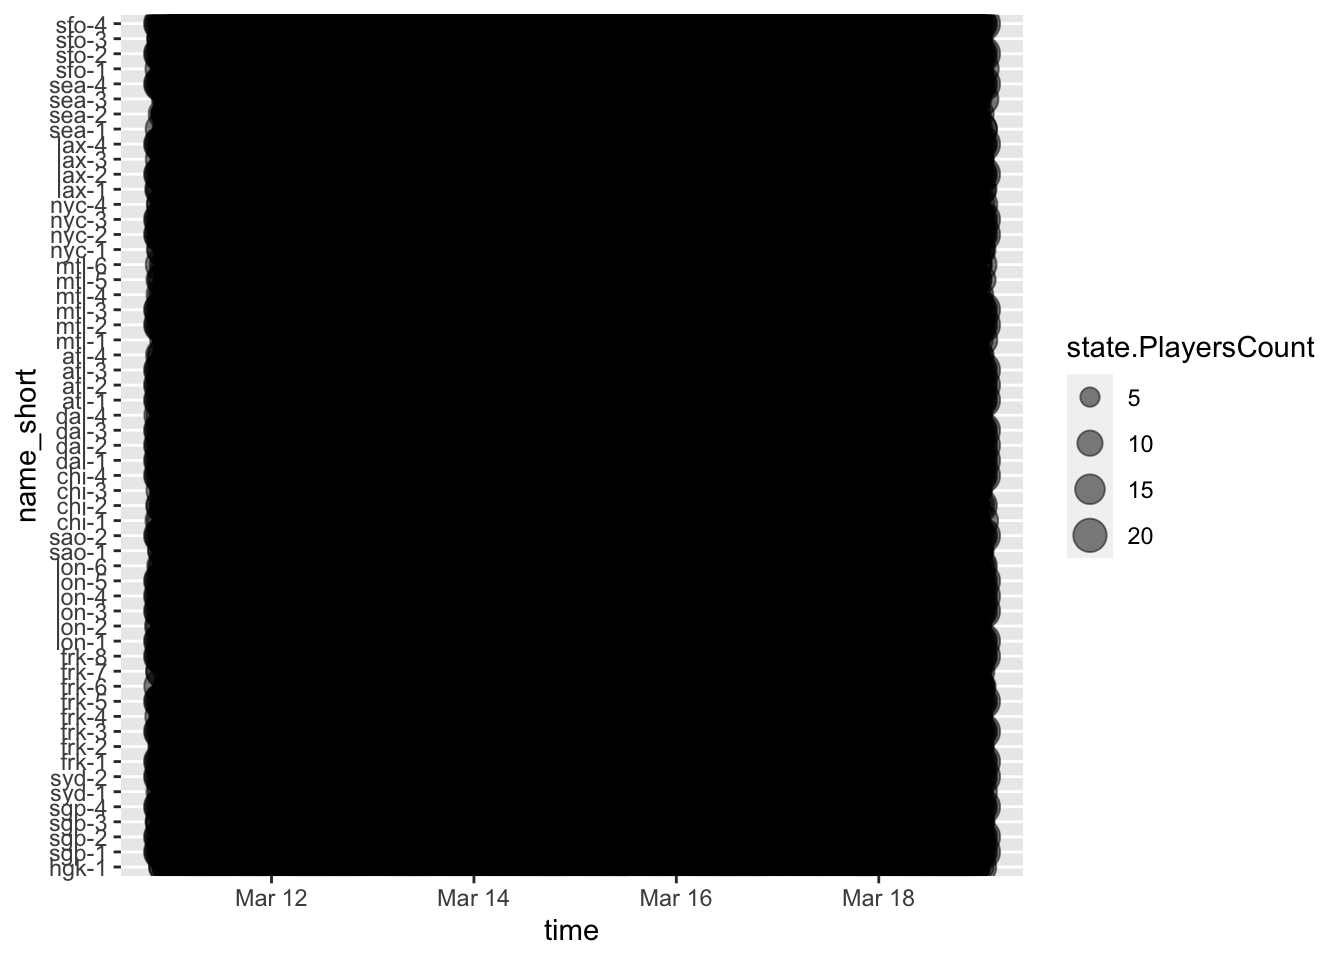 sfo-4
sfo-3
sfo-2
sfo-1
sea-4
sea-3
sea-2
sea-1
lax-4
lax-3
lax-2
lax-1
nyc-4
nyc-3
nyc-2
nyc-1
mtl-6
mtl-5
mtl-4
mtl-3
mtl-2
mtl-1
atl-4
atl-3
atl-2
atl-1
dal-4
dal-3
dal-2
dal-1
chi-4
chi-3
chi-2
chi-1
sao-2
sao-1
lon-6
lon-5
lon-4
lon-3
lon-2
lon-1
frk-8
frk-7
frk-6
frk-5
frk-4
frk-3
frk-2
frk-1
syd-2
syd-1
sgp-4
sgp-3
sgp-2
sgp-1
hgk-1
name_short
Mar 12
Mar 14
Mar 16
Mar 18
time
state.PlayersCount
5
10
15
20